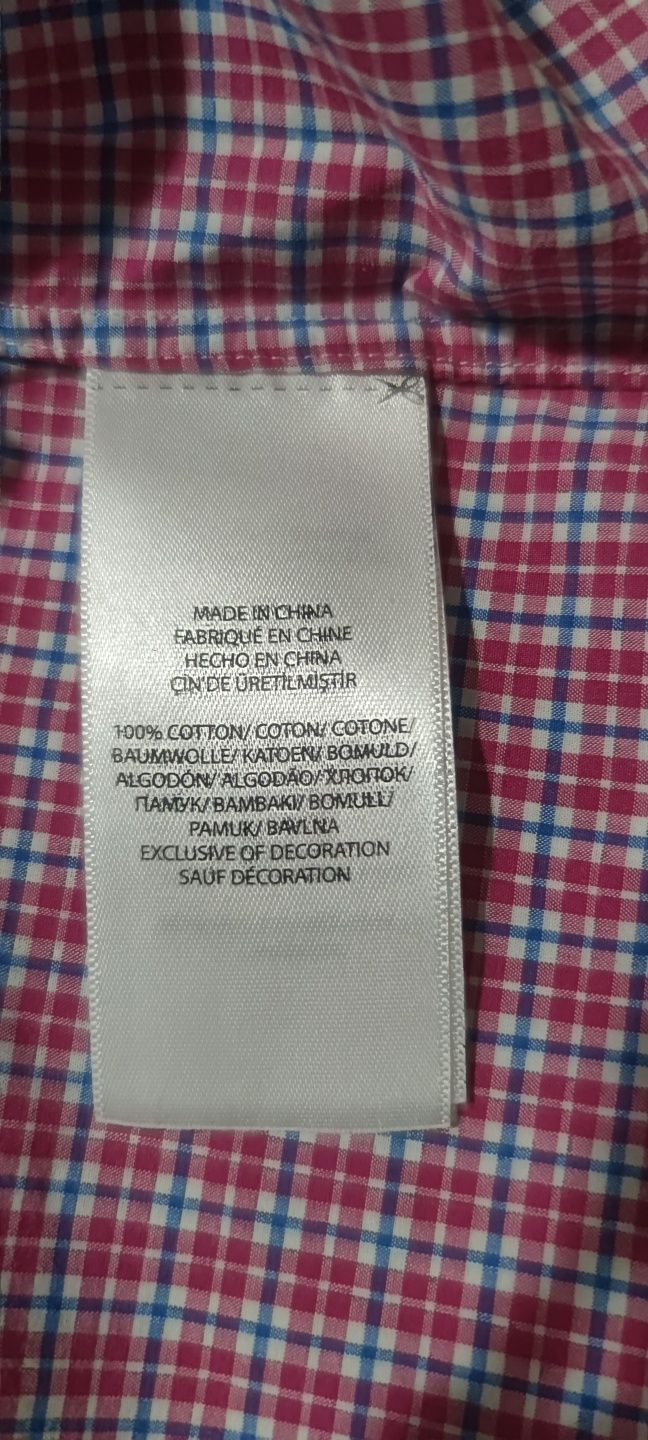 MADE IN CHINA
FABRIQUÉ EN CHINE
HECHO EN CHINA
ÇİN'DE ÜRETİLMİŞTİR
100% COTTON/ COTON/ COTONE/
BAUMWOLLE/ KATOEN/ BOMULD/
ALGODÓN/ ALGODÃO/ ХЛОПОК/
ПАМУК/ BAMBAKI/ BOMULL/
PAMUK/ BAVLNA
EXCLUSIVE OF DECORATION
SAUF DÉCORATION